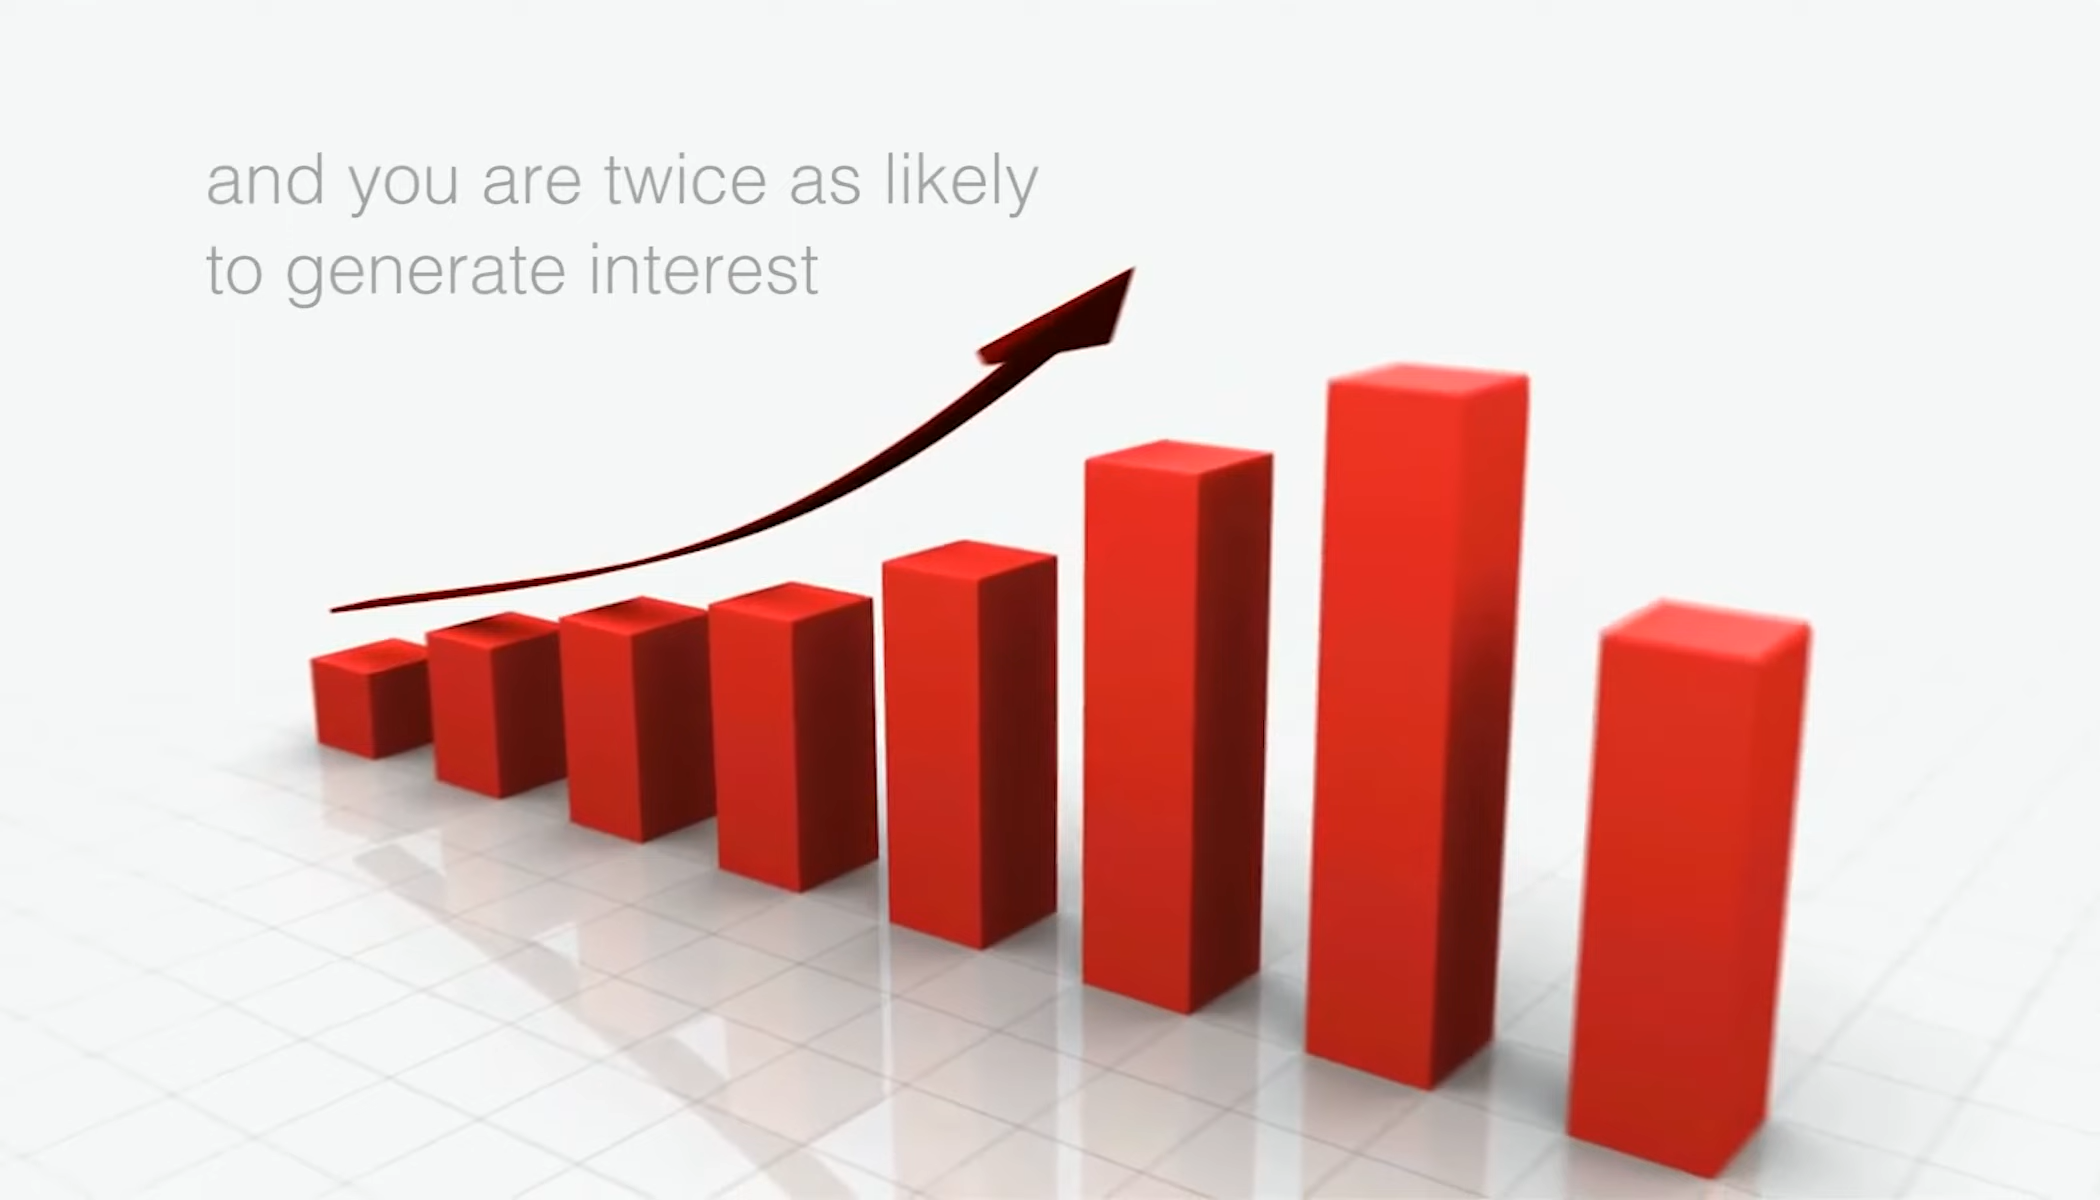 and you are twice as likely
to generate interest